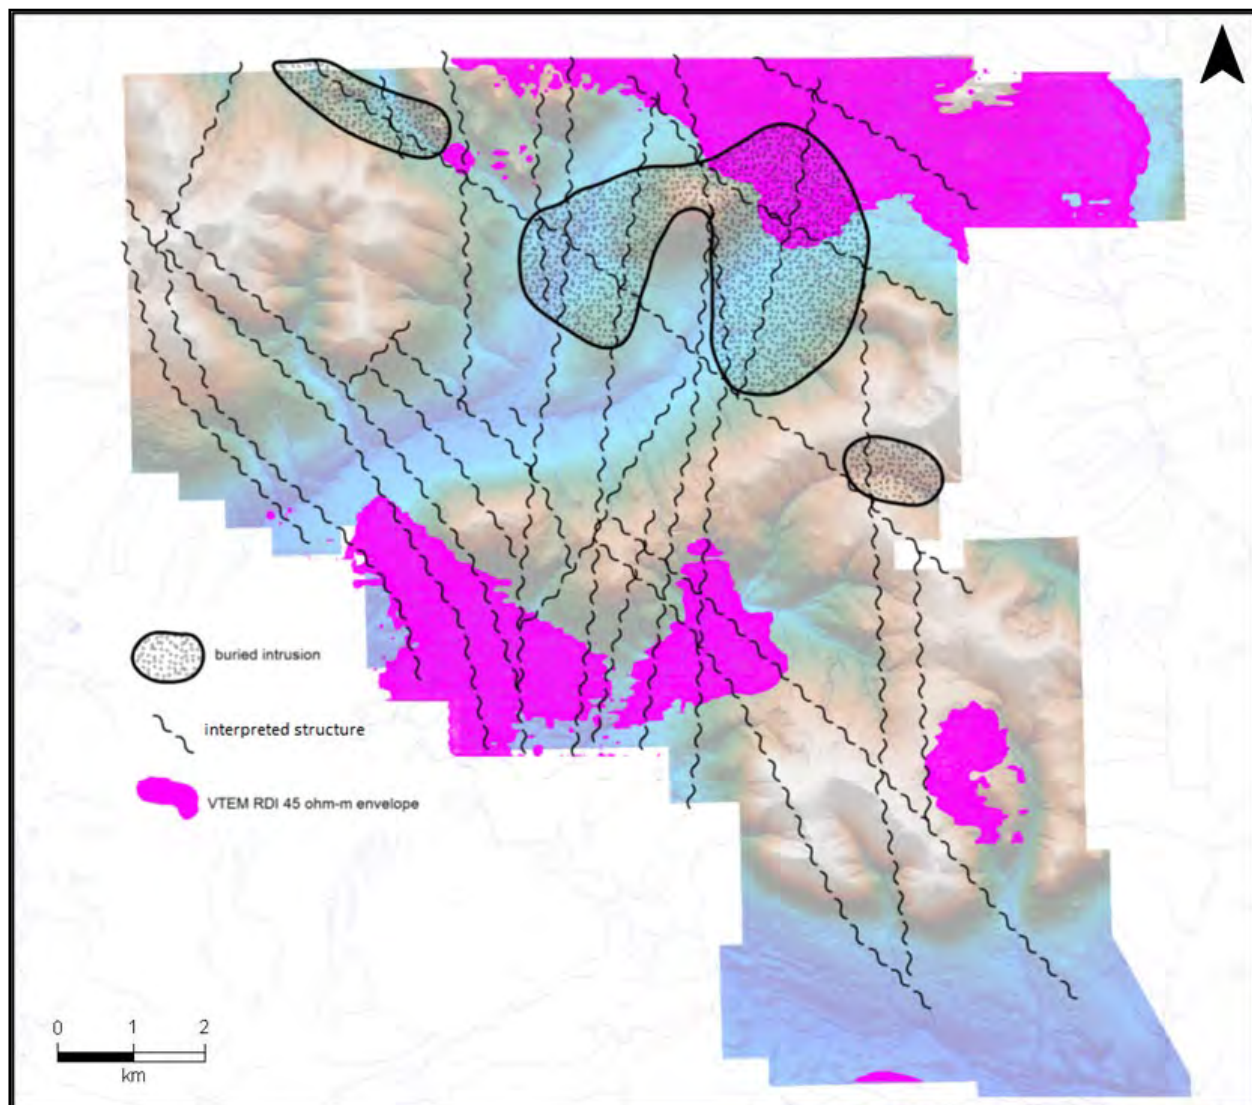 buried intrusion
interpreted structure
VTEM RDI 45 ohm-m envelope
0 1 2
km